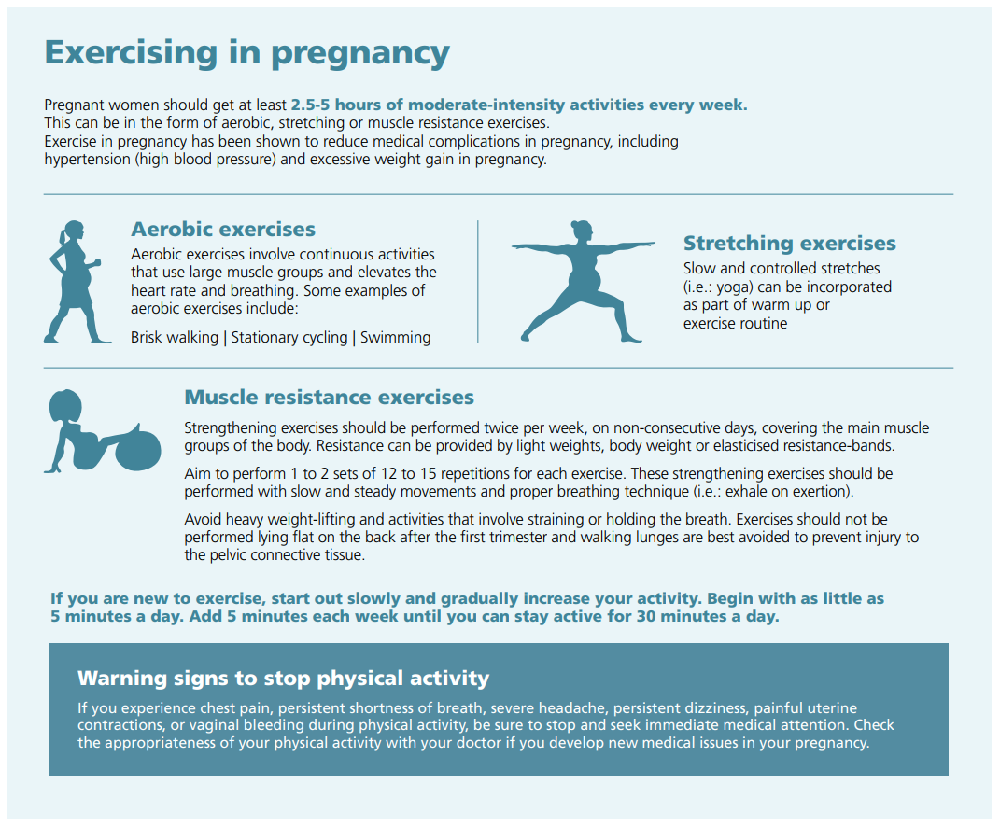 Exercising in pregnancy
Pregnant women should get at least 2.5-5 hours of moderate-intensity activities every week.
This can be in the form of aerobic, stretching or muscle resistance exercises.
Exercise in pregnancy has been shown to reduce medical complications in pregnancy, including
hypertension (high blood pressure) and excessive weight gain in pregnancy.
Aerobic exercises
Aerobic exercises involve continuous activities
that use large muscle groups and elevates the
heart rate and breathing. Some examples of
aerobic exercises include:
Brisk walking | Stationary cycling | Swimming
Stretching exercises
Slow and controlled stretches
(i.e.: yoga) can be incorporated
as part of warm up or
exercise routine
Muscle resistance exercises
Strengthening exercises should be performed twice per week, on non-consecutive days, covering the main muscle
groups of the body. Resistance can be provided by light weights, body weight or elasticised resistance-bands.
Aim to perform 1 to 2 sets of 12 to 15 repetitions for each exercise. These strengthening exercises should be
performed with slow and steady movements and proper breathing technique (i.e.: exhale on exertion).
Avoid heavy weight-lifting and activities that involve straining or holding the breath. Exercises should not be
performed lying flat on the back after the first trimester and walking lunges are best avoided to prevent injury to
the pelvic connective tissue.
If you are new to exercise, start out slowly and gradually increase your activity. Begin with as little as
5 minutes a day. Add 5 minutes each week until you can stay active for 30 minutes a day.
Warning signs to stop physical activity
If you experience chest pain, persistent shortness of breath, severe headache, persistent dizziness, painful uterine
contractions, or vaginal bleeding during physical activity, be sure to stop and seek immediate medical attention. Check
the appropriateness of your physical activity with your doctor if you develop new medical issues in your pregnancy.